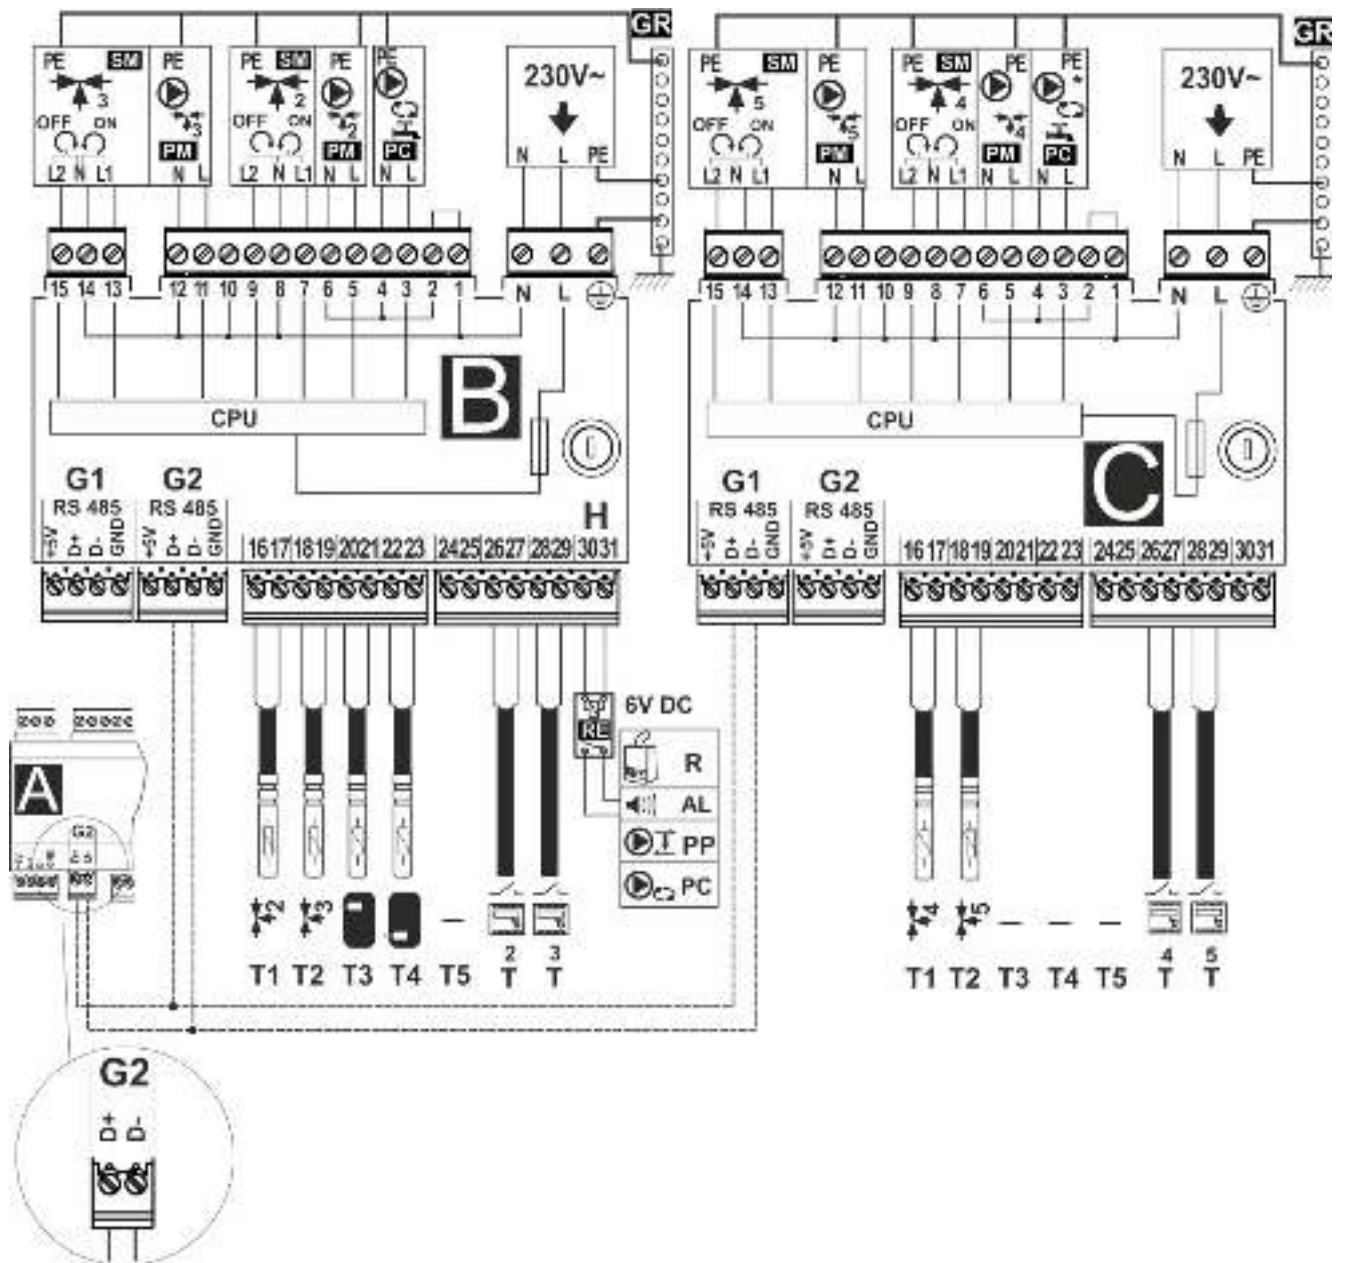 GR GR
PE SM PE PE SM PE PE PE SM PE PE SM PE PE *
230V~ 230V~
3 3 2 2 5 5 4 4
OFF ON OFF ON OFF ON OFF ON
PM PM PC PM PM PC
N L PE N L PE
L2 N L1 N L L2 N L1 N L N L L2 N L1 N L L2 N L1 N L N L
15 14 13 12 11 10 9 8 7 6 5 4 3 2 1 N L 15 14 13 12 11 10 9 8 7 6 5 4 3 2 1 N L
B
CPU CPU
C
G1 G2 G1 G2
H
RS 485 RS 485 RS 485 RS 485
+5V D+ D- GND +5V D+ D- GND +5V D+ D- GND +5V D+ D- GND
16 17 18 19 20 21 22 23 24 25 26 27 28 29 30 31 16 17 18 19 20 21 22 23 24 25 26 27 28 29 30 31
6V DC
RE
R
A
AL
G2
PP
PC
2 3 4 5
2 3 4 5
T1 T2 T3 T4 T5 T T T1 T2 T3 T4 T5 T T
G2
D+ D-